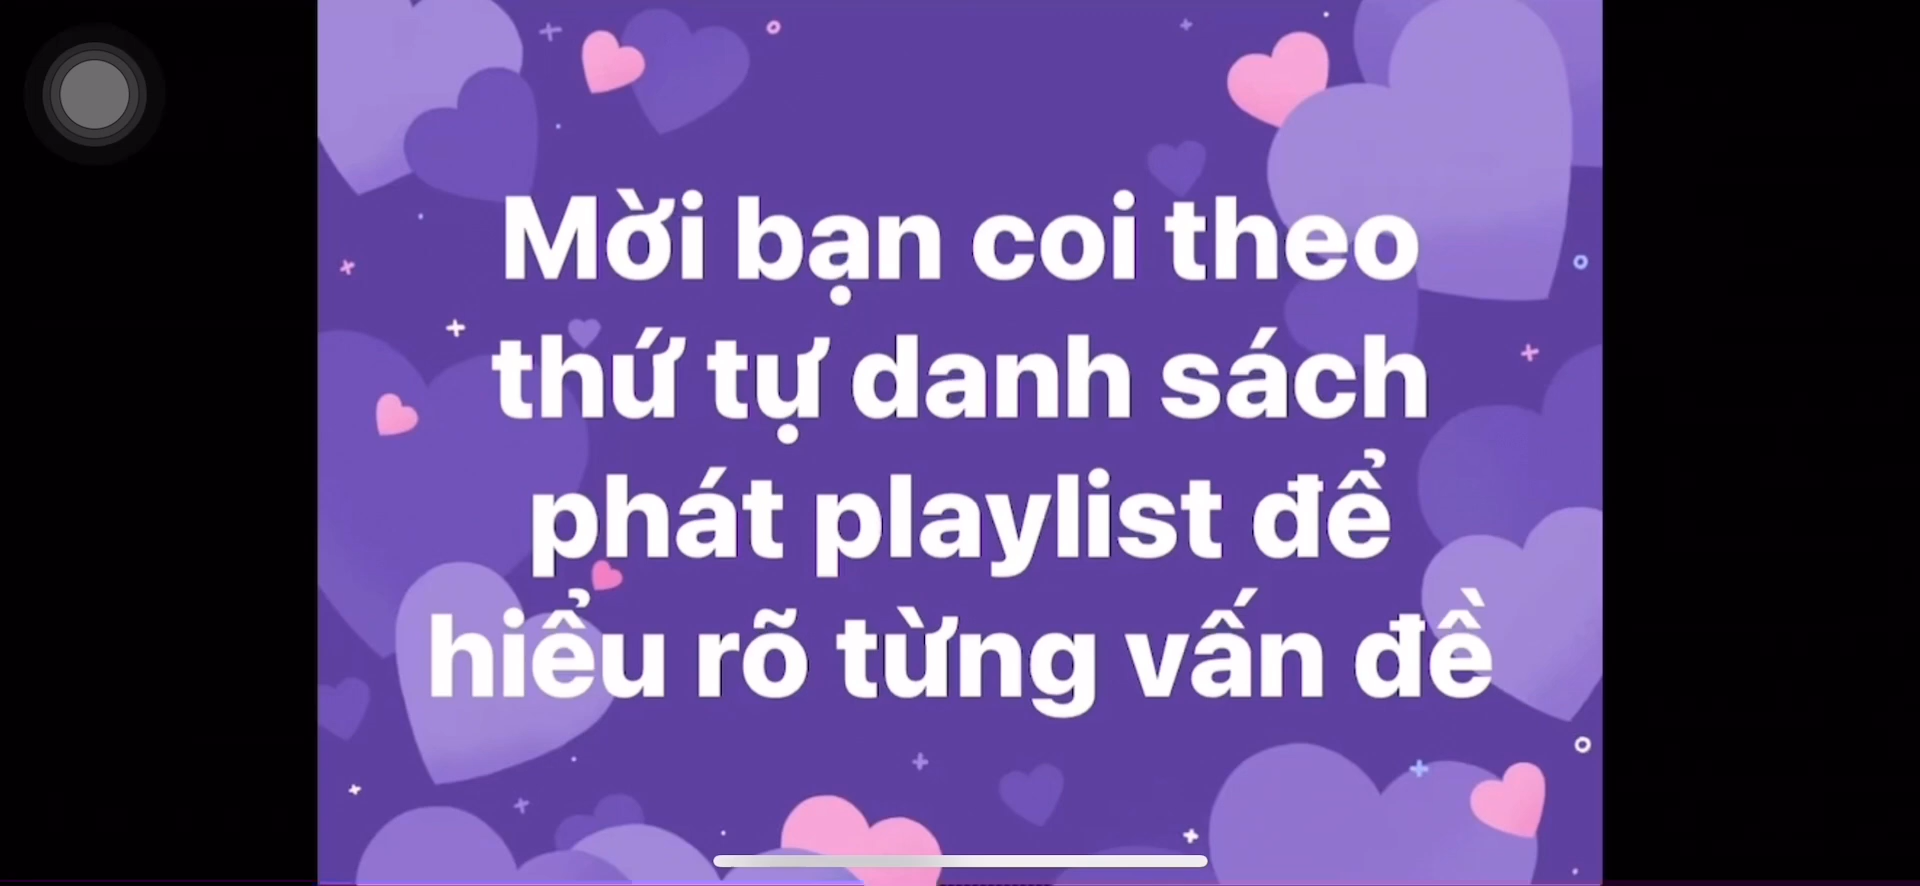 Mời bạn coi theo
thứ tự danh sách
phát playlist để
hiểu rõ từng vấn đề